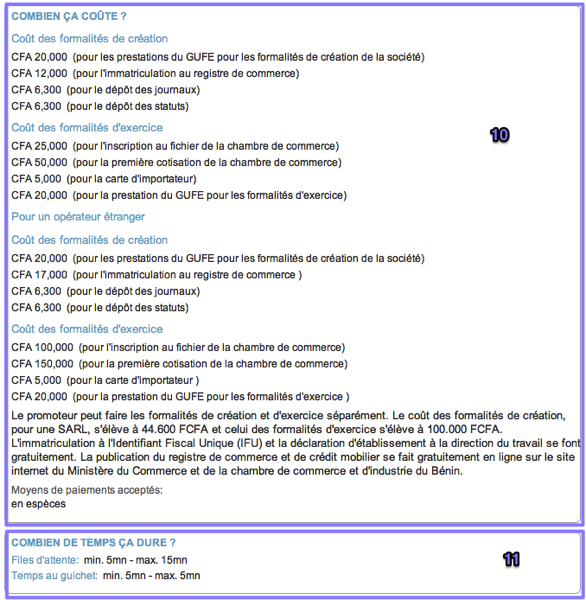 COMBIEN ÇA COÛTE ?
Coût des formalités de création
CFA 20,000 (pour les prestations du GUFE pour les formalités de création de la société)
CFA 12,000 (pour l'immatriculation au registre de commerce)
CFA 6,300 (pour le dépôt des journaux)
CFA 6,300 (pour le dépôt des statuts)
Coût des formalités d'exercice
10
CFA 25,000 (pour l'inscription au fichier de la chambre de commerce)
CFA 50,000 (pour la première cotisation de la chambre de commerce)
CFA 5,000 (pour la carte d'importateur)
CFA 20,000 (pour la prestation du GUFE pour les formalités d'exercice)
Pour un opérateur étranger
Coût des formalités de création
CFA 20,000 (pour les prestations du GUFE pour les formalités de création de la société)
CFA 17,000 (pour l'immatriculation au registre de commerce )
CFA 6,300 (pour le dépôt des journaux)
CFA 6,300 (pour le dépôt des statuts)
Coût des formalités d'exercice
CFA 100,000 (pour l'inscription au fichier de la chambre de commerce)
CFA 150,000 (pour la première cotisation de la chambre de commerce)
CFA 5,000 (pour la carte d'importateur )
CFA 20,000 (pour la prestation du GUFE pour les formalités d'exercice )
Le promoteur peut faire les formalités de création et d'exercice séparément. Le coût des formalités de création,
pour une SARL, s'élève à 44.600 FCFA et celui des formalités d'exercice s'élève à 100.000 FCFA.
L'immatriculation à l'Identifiant Fiscal Unique (IFU) et la déclaration d'établissement à la direction du travail se font
gratuitement. La publication du registre de commerce et de crédit mobilier se fait gratuitement en ligne sur le site
internet du Ministère du Commerce et de la chambre de commerce et d'industrie du Bénin.
Moyens de paiements acceptés:
en espèces
COMBIEN DE TEMPS ÇA DURE ?
Files d'attente: min. 5mn - max. 15mn
11
Temps au guichet: min. 5mn - max. 5mn